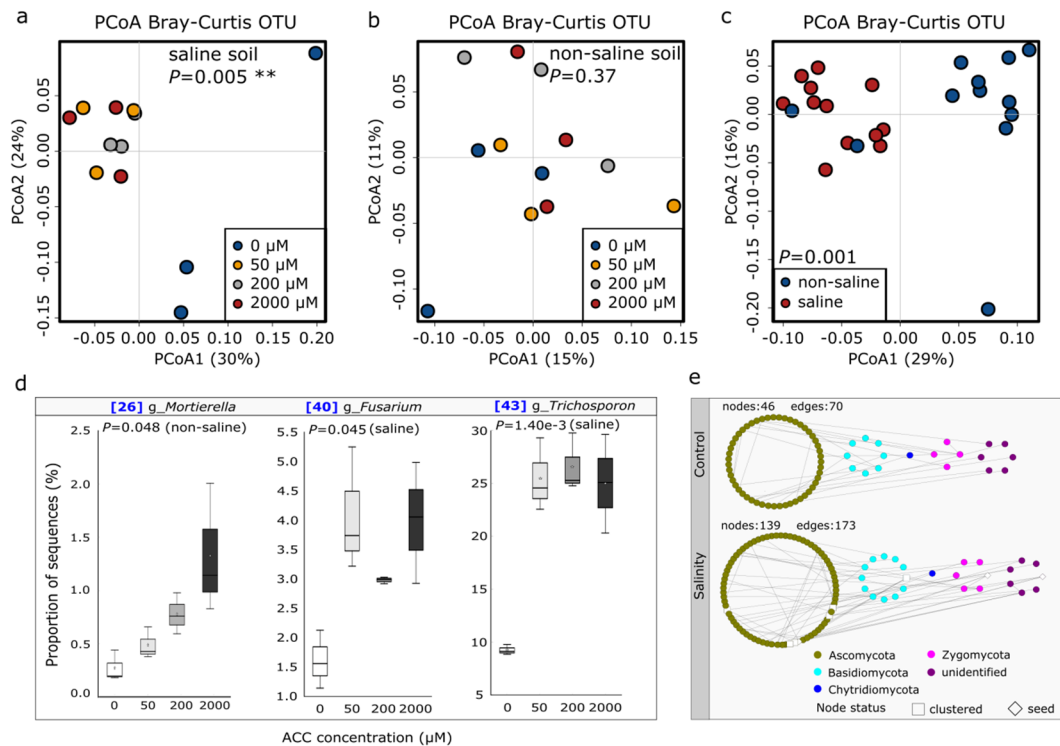 a
PCoA Bray-Curtis OTU
saline soil
P=0.005 **
0.05
0.00
-0.05
-0.10
-0.15
PCoA2 (24%)
0 µM
50 µM
200 µM
2000 µM
-0.05 0.00 0.05 0.10 0.15 0.20
PCoA1 (30%)
b
PCoA Bray-Curtis OTU
non-saline soil
P=0.37
0.05
0.00
-0.05
-0.10
PCoA2 (11%)
0 µM
50 µM
200 µM
2000 µM
-0.10 -0.05 0.00 0.05 0.10 0.15
PCoA1 (15%)
c
PCoA Bray-Curtis OTU
0.05
0.00
-0.05
-0.10
-0.15
-0.20
PCoA2 (16%)
P=0.001
non-saline
saline
-0.10 -0.05 0.00 0.05 0.10
PCoA1 (29%)
d
[26] g_Mortierella
P=0.048 (non-saline)
2.5
2.0
1.5
1.0
0.5
0.0
0 50 200 2000
[40] g_Fusarium
P=0.045 (saline)
5.5
5.0
4.5
4.0
3.5
3.0
2.5
2.0
1.5
1.0
0 50 200 2000
[43] g_Trichosporon
P=1.40e-3 (saline)
30
25
20
15
10
5
0 50 200 2000
Proportion of sequences (%)
ACC concentration (µM)
e
Control
nodes:46 edges:70
Salinity
nodes:139 edges:173
Ascomycota
Zygomycota
Basidiomycota
unidentified
Chytridiomycota
Node status
clustered
seed